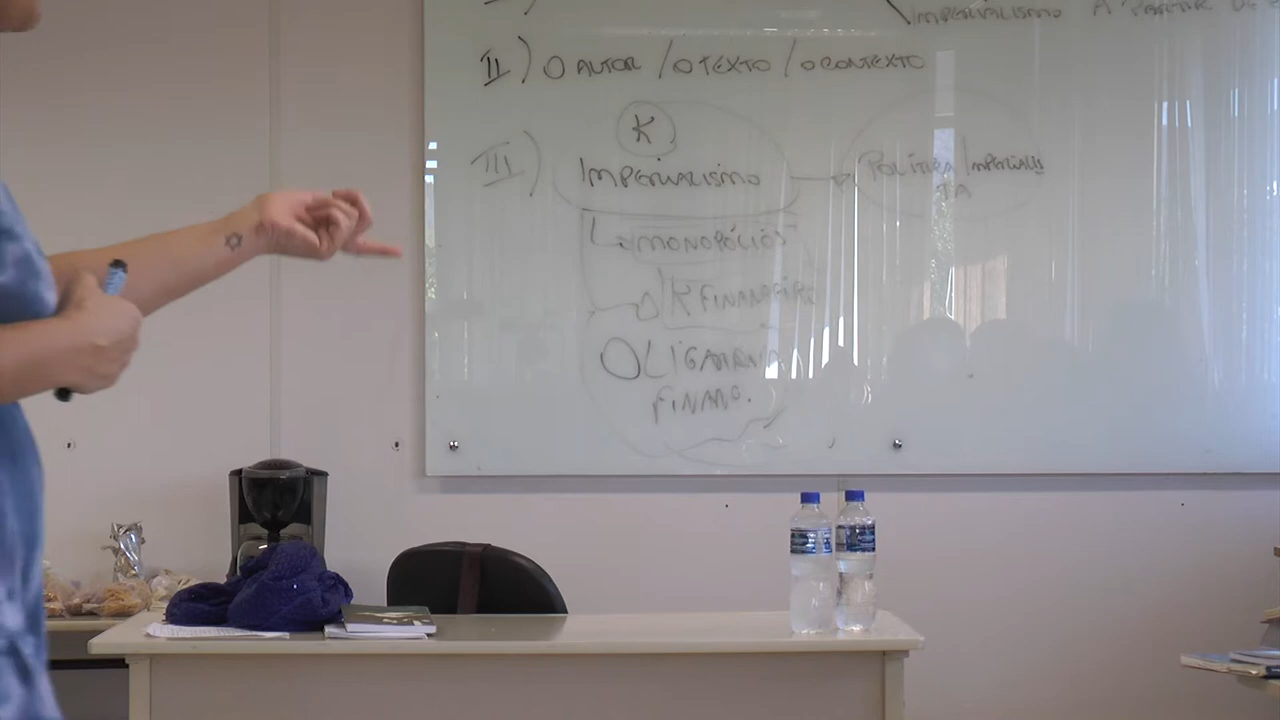 IMPERIALISMO A PARTIR DE
II) O AUTOR / O TEXTO / O CONTEXTO
K
III) IMPERIALISMO → POLÍTICA IMPERIALIS
TA
MONOPÓLIOS
K FINANCEIRO
OLIGARQUIA
FINANC.